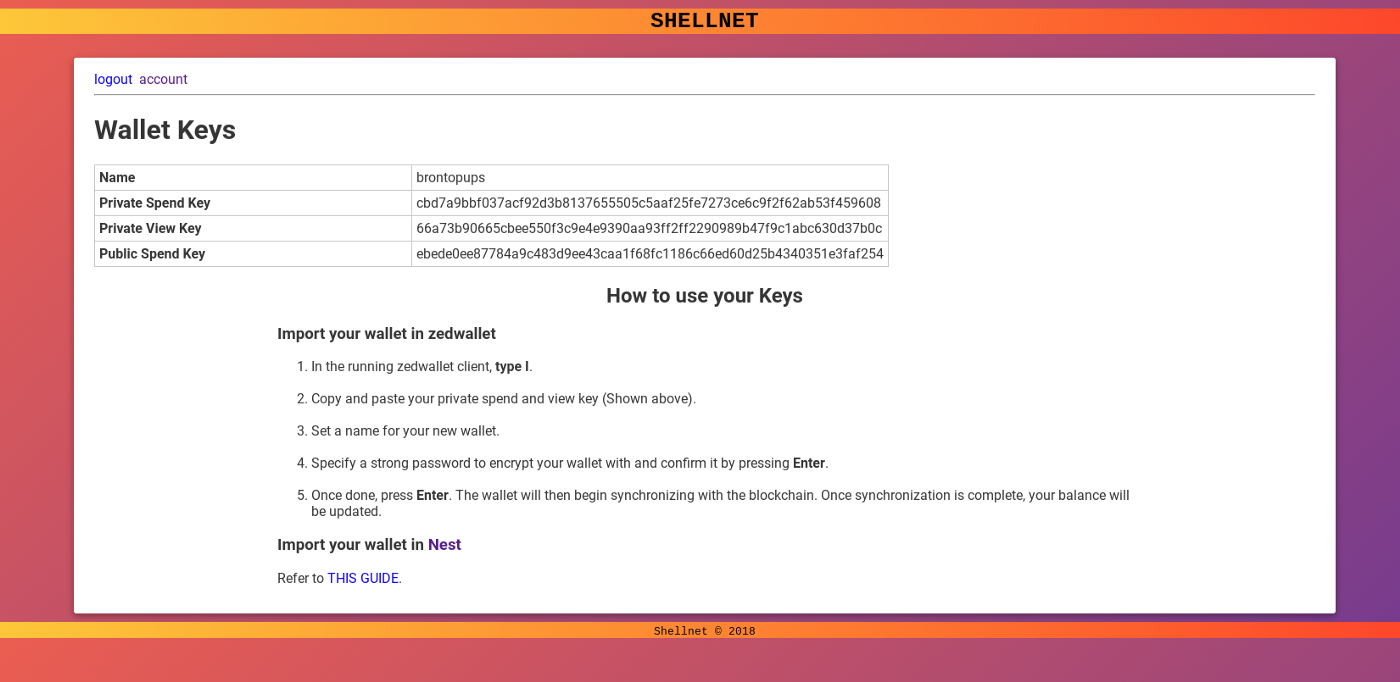 SHELLNET
logout account
Wallet Keys
Name brontopups
Private Spend Key cbd7a9bbf037acf92d3b8137655505c5aaf25fe7273ce6c9f2f62ab53f459608
Private View Key 66a73b90665cbee550f3c9e4e9390aa93ff2ff2290989b47f9c1abc630d37b0c
Public Spend Key ebede0ee87784a9c483d9ee43caa1f68fc1186c66ed60d25b4340351e3faf254
How to use your Keys
Import your wallet in zedwallet
1. In the running zedwallet client, type I.
2. Copy and paste your private spend and view key (Shown above).
3. Set a name for your new wallet.
4. Specify a strong password to encrypt your wallet with and confirm it by pressing Enter.
5. Once done, press Enter. The wallet will then begin synchronizing with the blockchain. Once synchronization is complete, your balance will
be updated.
Import your wallet in Nest
Refer to THIS GUIDE.
Shellnet © 2018